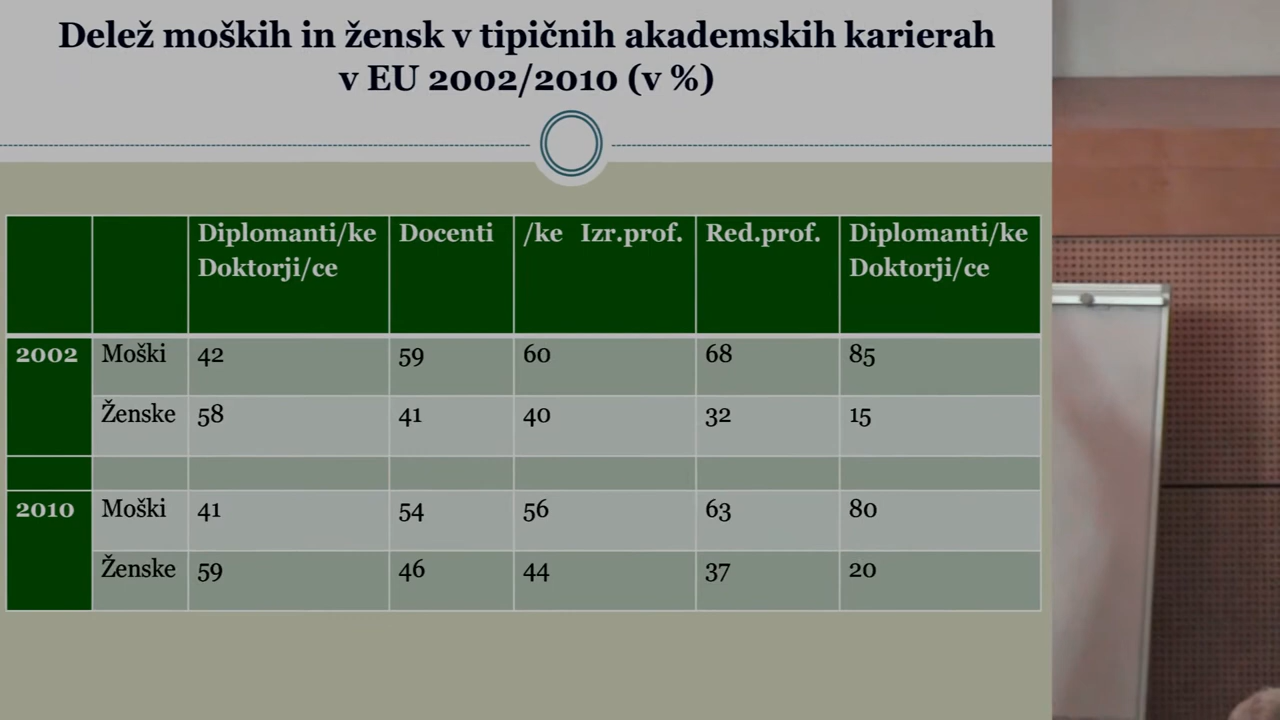 Delež moških in žensk v tipičnih akademskih karierah
v EU 2002/2010 (v %)
Diplomanti/ke Doktorji/ce Docenti /ke Izr.prof. Red.prof. Diplomanti/ke Doktorji/ce
2002 Moški 42 59 60 68 85
Ženske 58 41 40 32 15
2010 Moški 41 54 56 63 80
Ženske 59 46 44 37 20